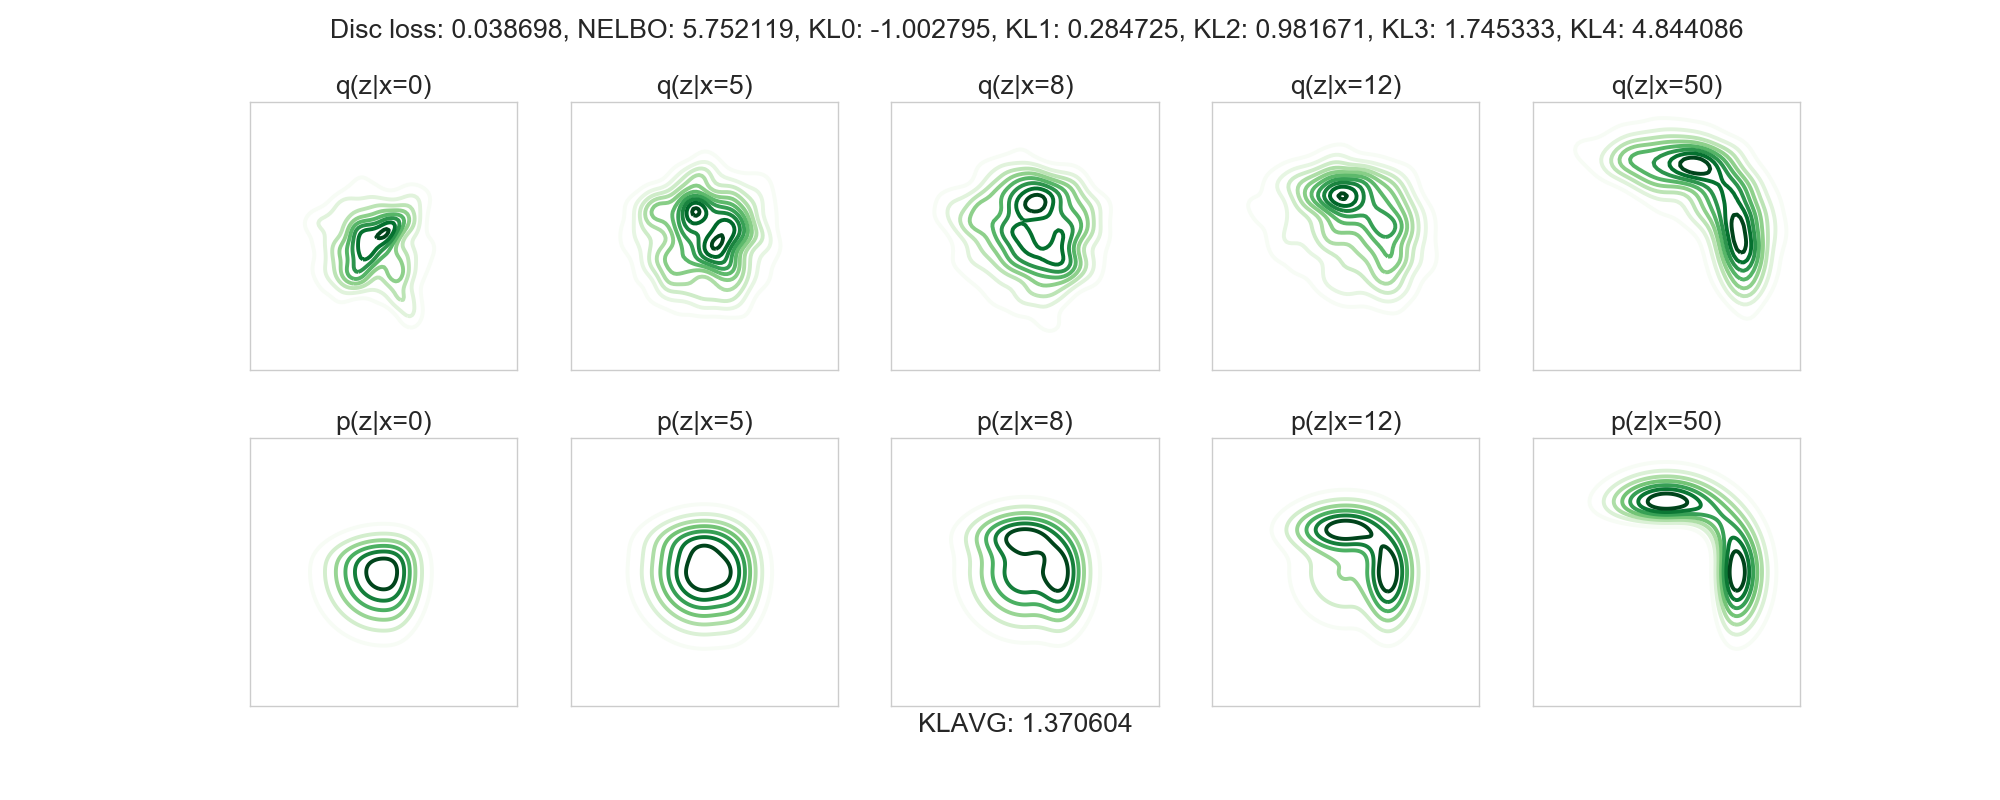 Disc loss: 0.038698, NELBO: 5.752119, KL0: -1.002795, KL1: 0.284725, KL2: 0.981671, KL3: 1.745333, KL4: 4.844086
q(z|x=0) q(z|x=5) q(z|x=8) q(z|x=12) q(z|x=50)
p(z|x=0) p(z|x=5) p(z|x=8) p(z|x=12) p(z|x=50)
KLAVG: 1.370604